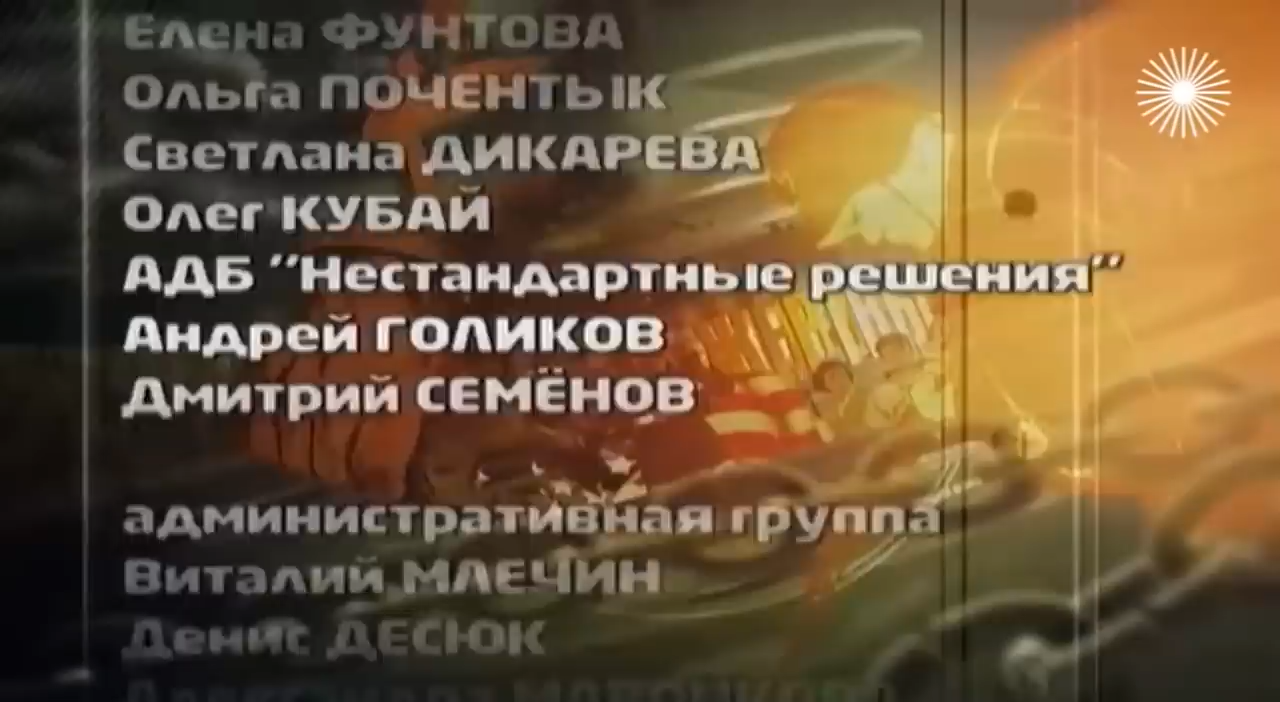 Елена ФУНТОВА
Ольга ПОЧЕНТЫК
Светлана ДИКАРЕВА
Олег КУБАЙ
АДБ "Нестандартные решения"
Андрей ГОЛИКОВ
Дмитрий СЕМЁНОВ
административная группа
Виталий МЛЕЧИН
Денис ДЕСЮК